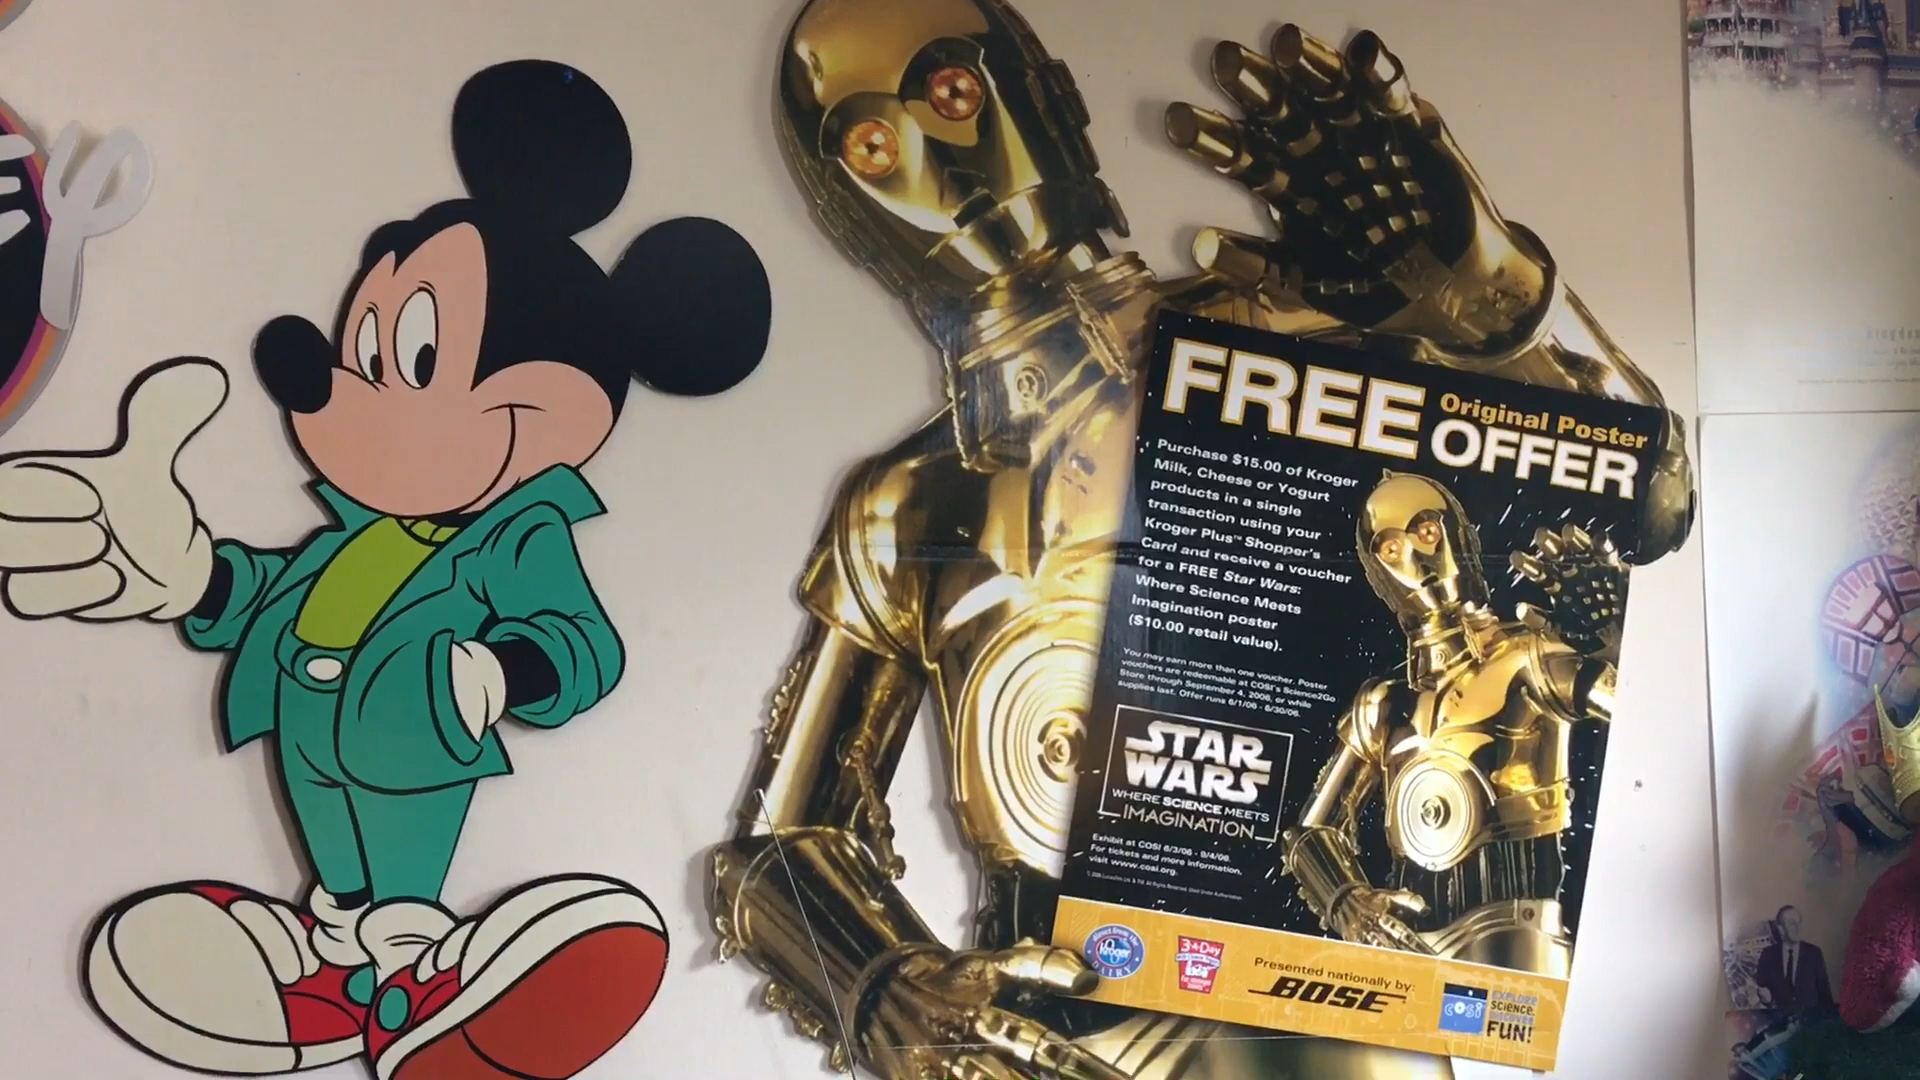 FREE
Original Poster
OFFER
Purchase $15.00 of Kroger
Milk, Cheese or Yogurt
products in a single
transaction using your
Kroger Plus™ Shopper's
Card and receive a voucher
for a FREE Star Wars:
Where Science Meets
Imagination poster
($10.00 retail value).
You may earn more than one voucher. Poster
vouchers are redeemable at COSI's Science2Go
Store through September 4, 2006, or while
supplies last. Offer runs 6/1/06 - 6/30/06.
STAR
WARS
WHERE SCIENCE MEETS
IMAGINATION
Exhibit at COSI 6/3/06 - 9/4/06.
For tickets and more information,
visit www.cosi.org.
Kroger
DAIRY
3-A-Day
Presented nationally by:
BOSE
COSI
EXPLORE
SCIENCE.
DISCOVER
FUN!